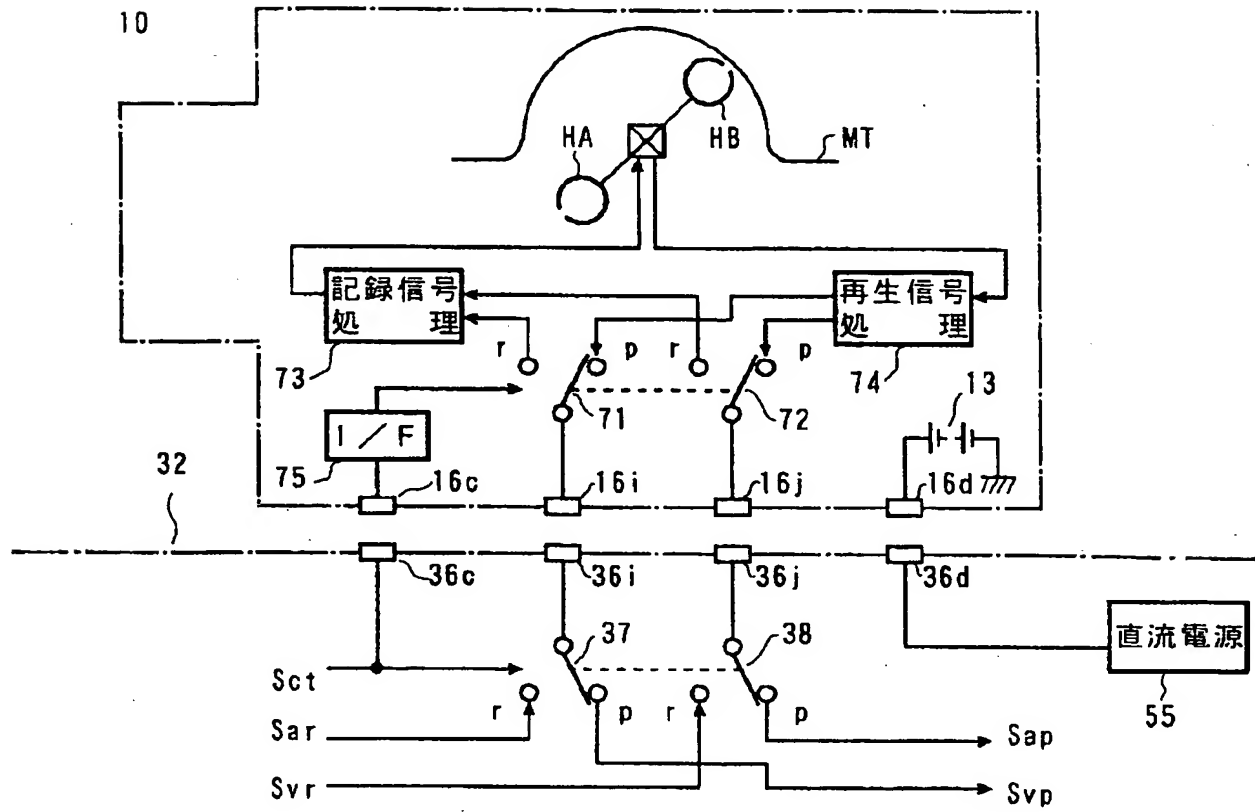 10
HA
HB
MT
記録信号
処 理
再生信号
処 理
r
p
r
p
73
74
71
72
13
I／F
75
32
16c
16i
16j
16d
36c
36i
36j
36d
37
38
直流電源
55
Sct
r
p
r
p
Sar
Sap
Svr
Svp